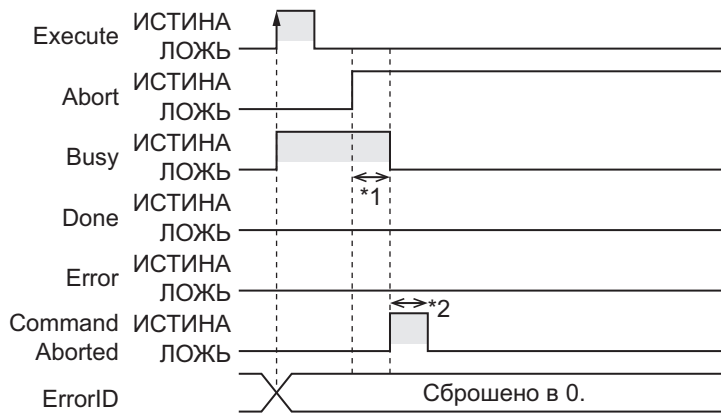 Execute ИСТИНА
ЛОЖЬ
Abort ИСТИНА
ЛОЖЬ
Busy ИСТИНА
ЛОЖЬ
*1
Done ИСТИНА
ЛОЖЬ
Error ИСТИНА
ЛОЖЬ
*2
Command ИСТИНА
Aborted ЛОЖЬ
ErrorID Сброшено в 0.